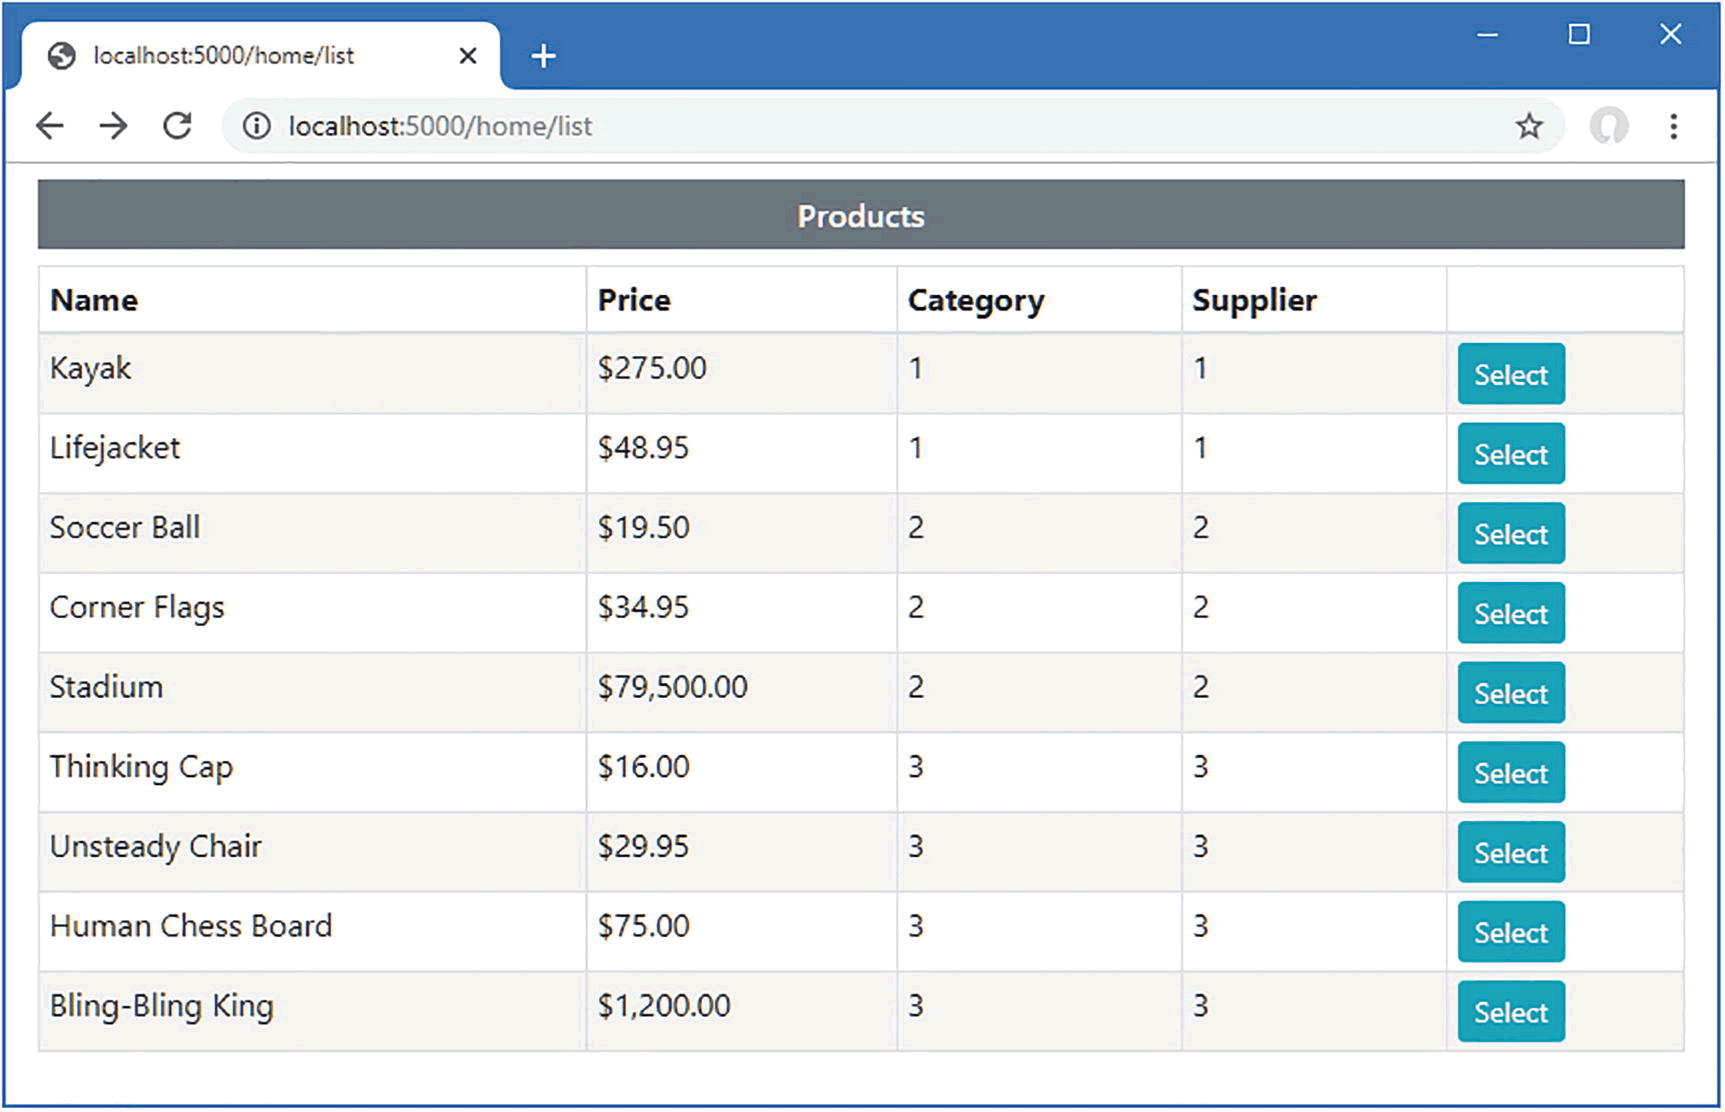 localhost:5000/home/list
localhost:5000/home/list
Products
Name Price Category Supplier
Kayak $275.00 1 1 Select
Lifejacket $48.95 1 1 Select
Soccer Ball $19.50 2 2 Select
Corner Flags $34.95 2 2 Select
Stadium $79,500.00 2 2 Select
Thinking Cap $16.00 3 3 Select
Unsteady Chair $29.95 3 3 Select
Human Chess Board $75.00 3 3 Select
Bling-Bling King $1,200.00 3 3 Select